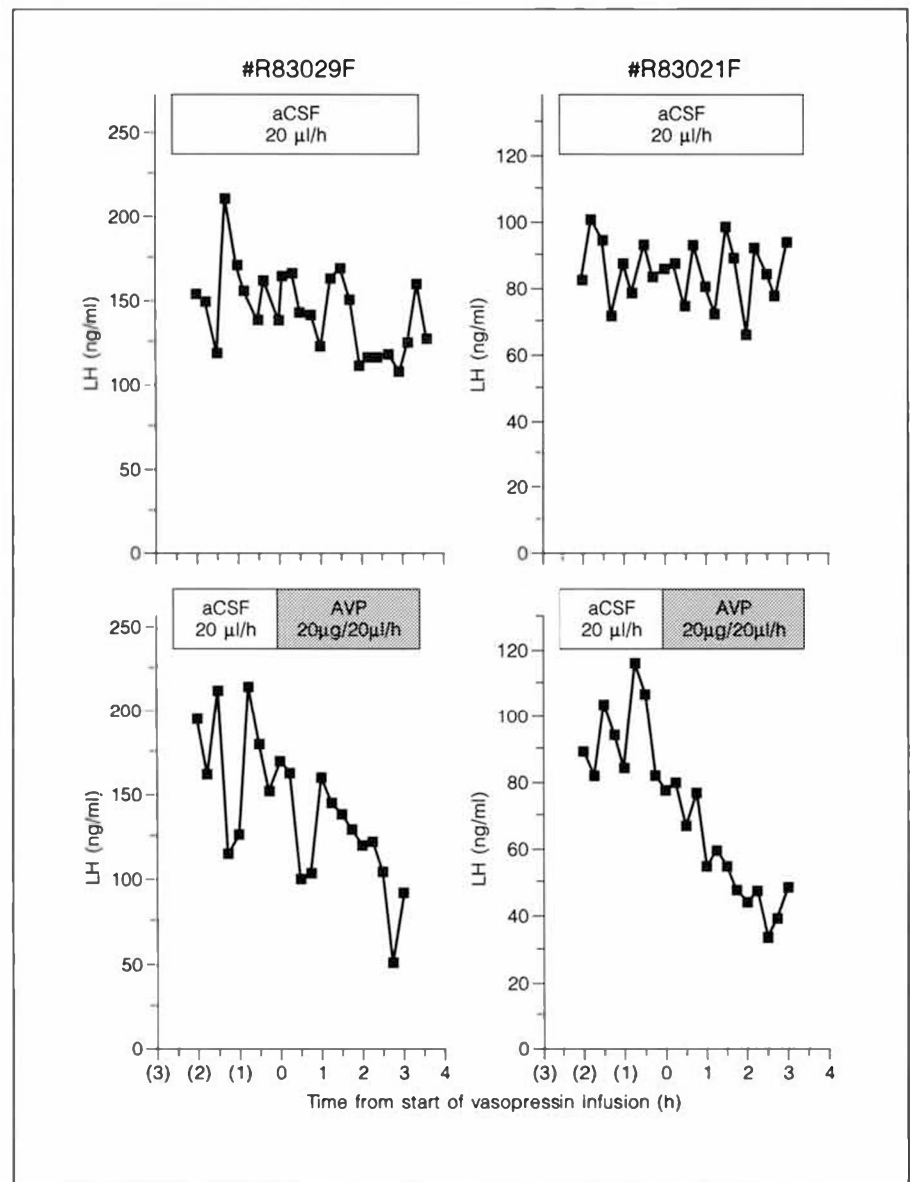 #R83029F
#R83021F
aCSF
20 µl/h
250
200
150
100
50
0
LH (ng/ml)
aCSF
20 µl/h
120
100
80
60
40
20
0
LH (ng/ml)
aCSF
20 µl/h
AVP
20µg/20µl/h
250
200
150
100
50
0
LH (ng/ml)
(3) (2) (1) 0 1 2 3 4
aCSF
20 µl/h
AVP
20µg/20µl/h
120
100
80
60
40
20
0
LH (ng/ml)
(3) (2) (1) 0 1 2 3 4
Time from start of vasopressin infusion (h)